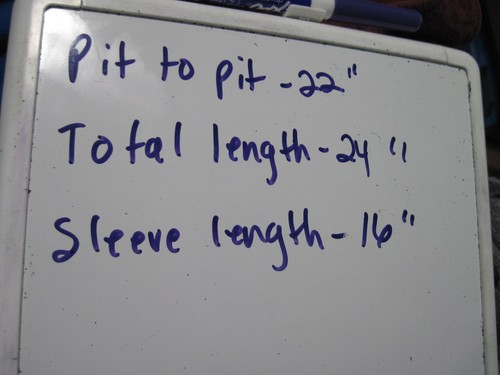 Pit to pit - 22"
Total length - 24"
Sleeve length - 16"